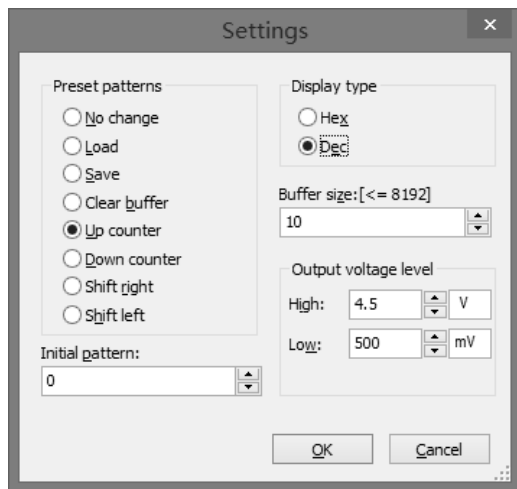 Settings
Preset patterns
No change
Load
Save
Clear buffer
Up counter
Down counter
Shift right
Shift left
Initial pattern:
0
Display type
Hex
Dec
Buffer size:[<= 8192]
10
Output voltage level
High: 4.5 V
Low: 500 mV
OK Cancel